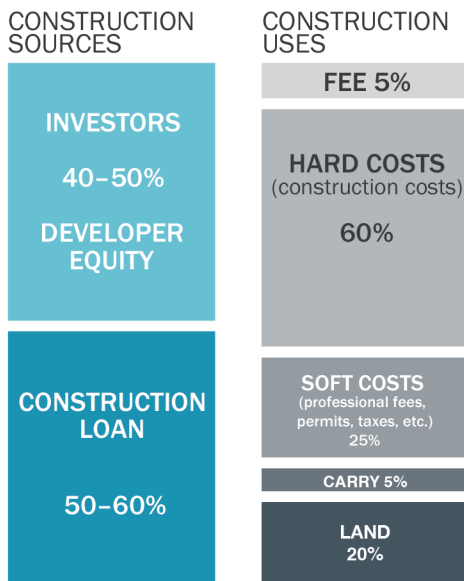 CONSTRUCTION
SOURCES
INVESTORS
40–50%
DEVELOPER
EQUITY
CONSTRUCTION
LOAN
50–60%
CONSTRUCTION
USES
FEE 5%
HARD COSTS
(construction costs)
60%
SOFT COSTS
(professional fees,
permits, taxes, etc.)
25%
CARRY 5%
LAND
20%